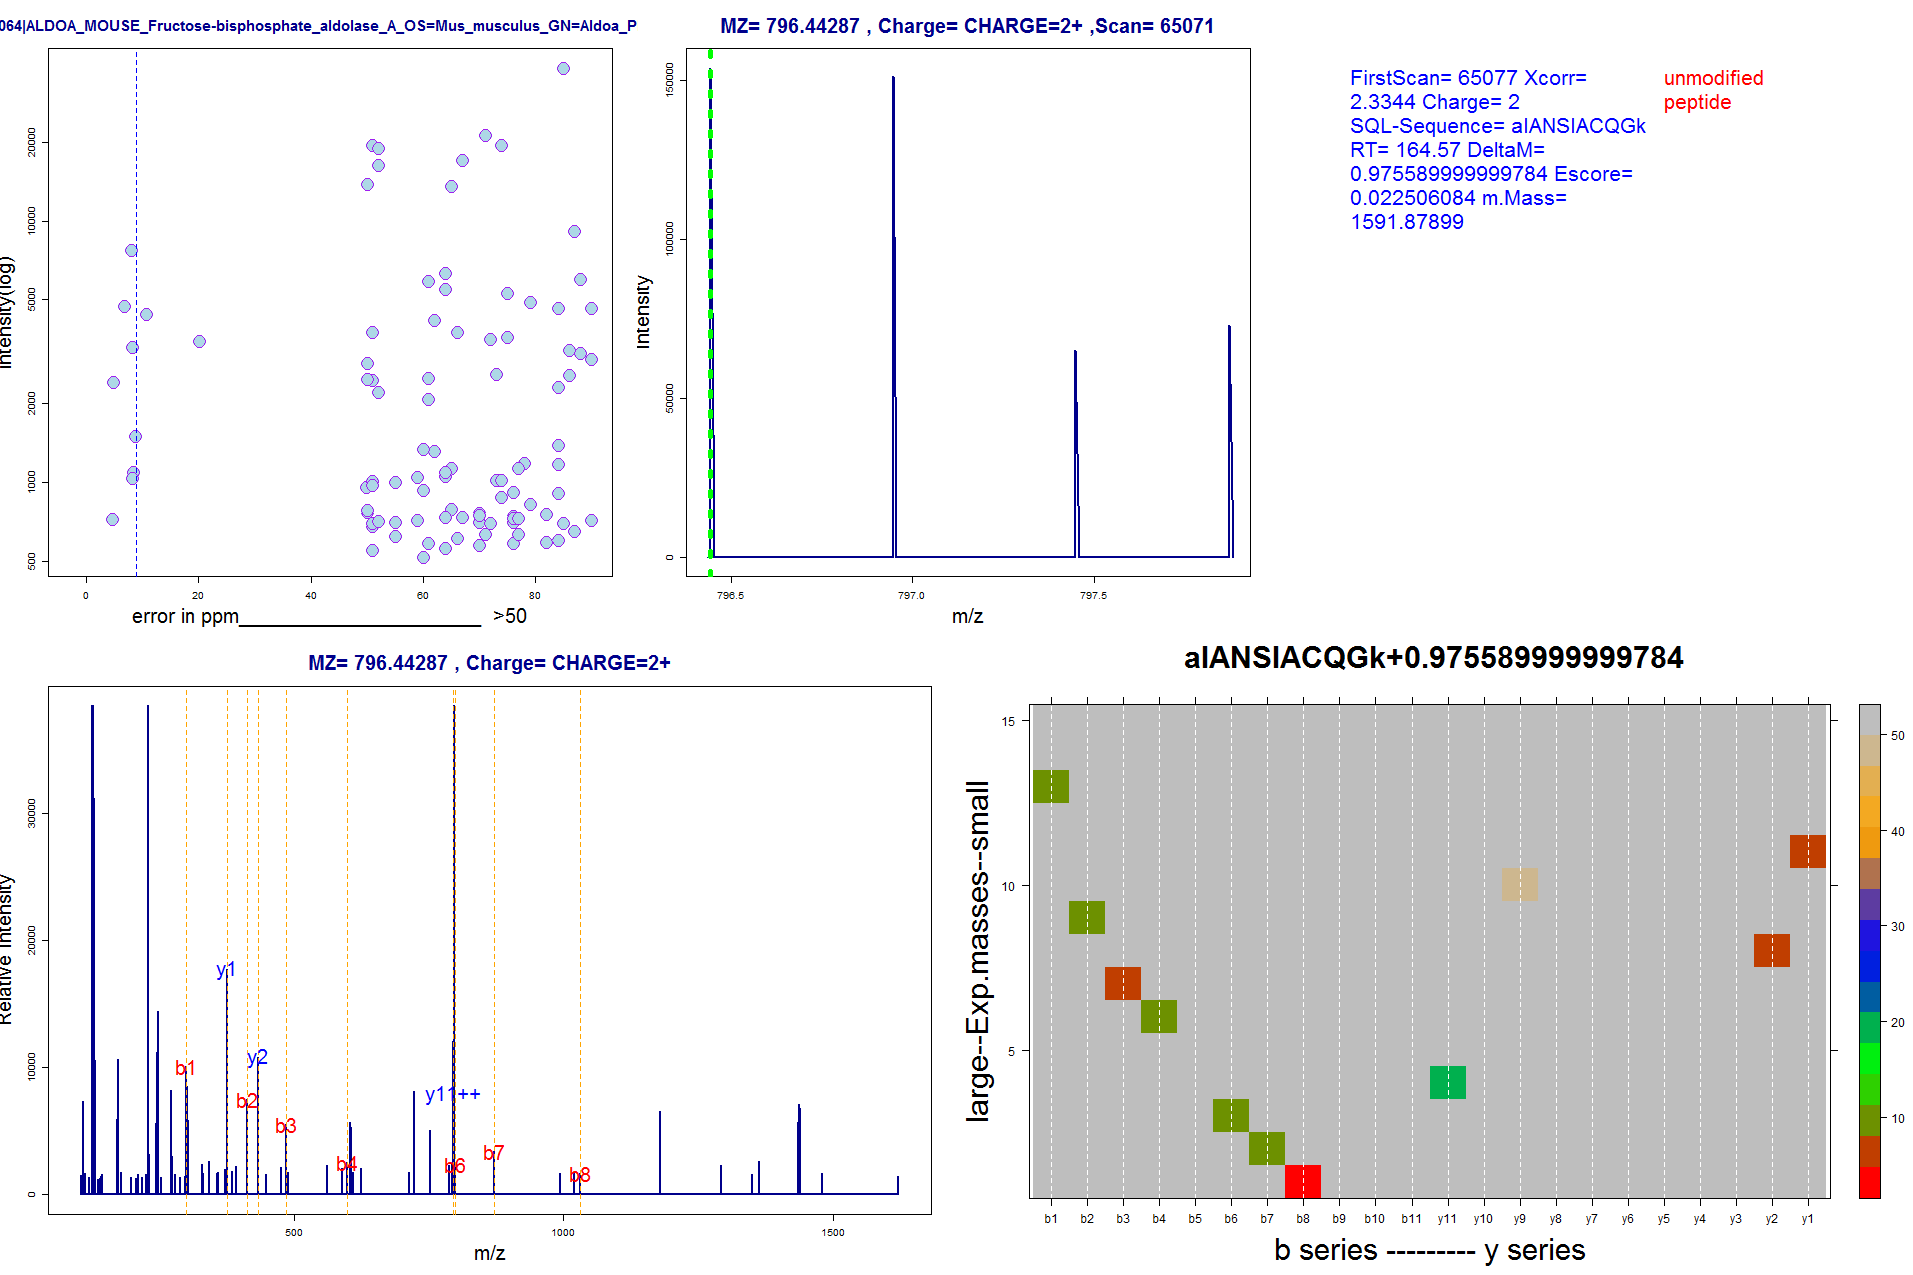 064|ALDOA_MOUSE_Fructose-bisphosphate_aldolase_A_OS=Mus_musculus_GN=Aldoa_P
Intensity(log)
500
1000
2000
5000
10000
20000
0
20
40
60
80
error in ppm______________________ >50
MZ= 796.44287 , Charge= CHARGE=2+ ,Scan= 65071
Intensity
0
50000
100000
150000
796.5
797.0
797.5
m/z
FirstScan= 65077 Xcorr=
2.3344 Charge= 2
SQL-Sequence= alANSIACQGk
RT= 164.57 DeltaM=
0.975589999999784 Escore=
0.022506084 m.Mass=
1591.87899
unmodified
peptide
MZ= 796.44287 , Charge= CHARGE=2+
Relative Intensity
0
10000
20000
30000
y1
b1
y2
b2
b3
y11++
b4
b6
b7
b8
500
1000
1500
m/z
alANSIACQGk+0.975589999999784
large--Exp.masses--small
15
10
5
b1 b2 b3 b4 b5 b6 b7 b8 b9 b10 b11 y11 y10 y9 y8 y7 y6 y5 y4 y3 y2 y1
b series --------- y series
50
40
30
20
10